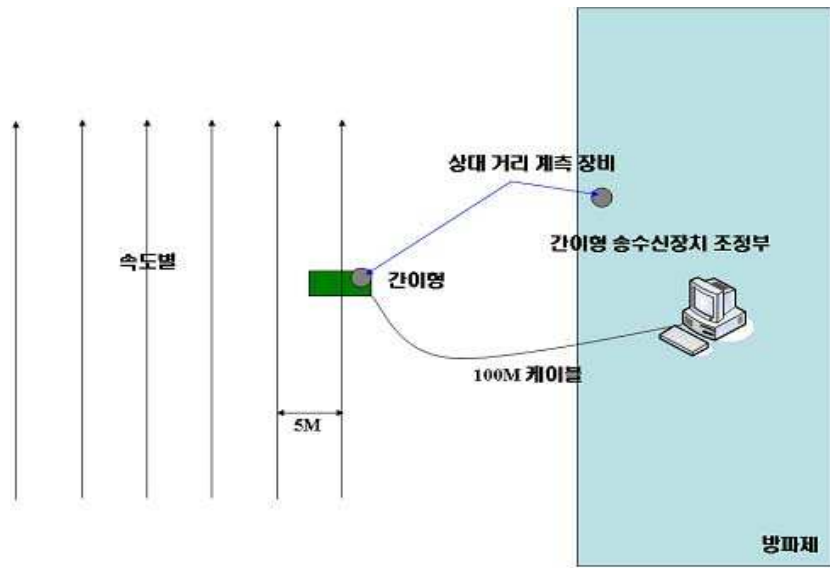 상대 거리 계측 장비
간이형 송수신장치 조정부
속도별
간이형
100M 케이블
5M
방파제